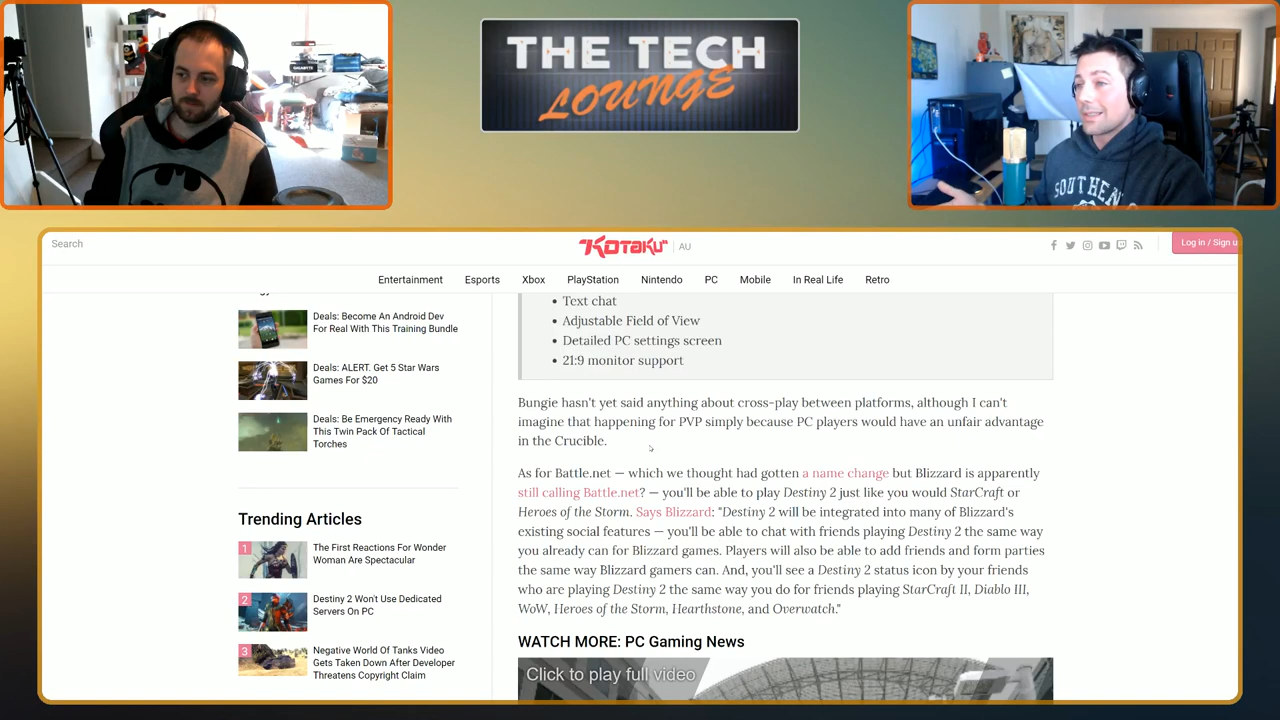 THE TECH
LOUNGE
SOUTHE
Search
KOTAKU AU
Log in / Sign u
Entertainment Esports Xbox PlayStation Nintendo PC Mobile In Real Life Retro
Deals: Become An Android Dev
For Real With This Training Bundle
Deals: ALERT. Get 5 Star Wars
Games For $20
Deals: Be Emergency Ready With
This Twin Pack Of Tactical
Torches
Trending Articles
1
The First Reactions For Wonder
Woman Are Spectacular
2
Destiny 2 Won't Use Dedicated
Servers On PC
3
Negative World Of Tanks Video
Gets Taken Down After Developer
Threatens Copyright Claim
• Text chat
• Adjustable Field of View
• Detailed PC settings screen
• 21:9 monitor support
Bungie hasn't yet said anything about cross-play between platforms, although I can't
imagine that happening for PVP simply because PC players would have an unfair advantage
in the Crucible.
As for Battle.net — which we thought had gotten a name change but Blizzard is apparently
still calling Battle.net? — you'll be able to play Destiny 2 just like you would StarCraft or
Heroes of the Storm. Says Blizzard: "Destiny 2 will be integrated into many of Blizzard's
existing social features — you'll be able to chat with friends playing Destiny 2 the same way
you already can for Blizzard games. Players will also be able to add friends and form parties
the same way Blizzard gamers can. And, you'll see a Destiny 2 status icon by your friends
who are playing Destiny 2 the same way you do for friends playing StarCraft II, Diablo III,
WoW, Heroes of the Storm, Hearthstone, and Overwatch."
WATCH MORE: PC Gaming News
Click to play full video